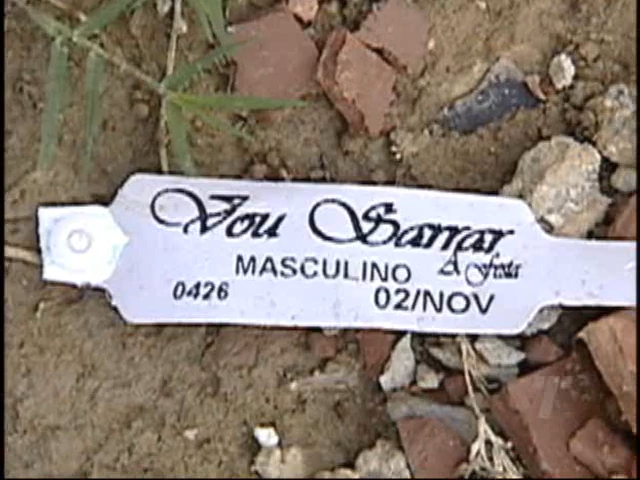 Vou Sarrar
A festa
MASCULINO
0426
02/NOV